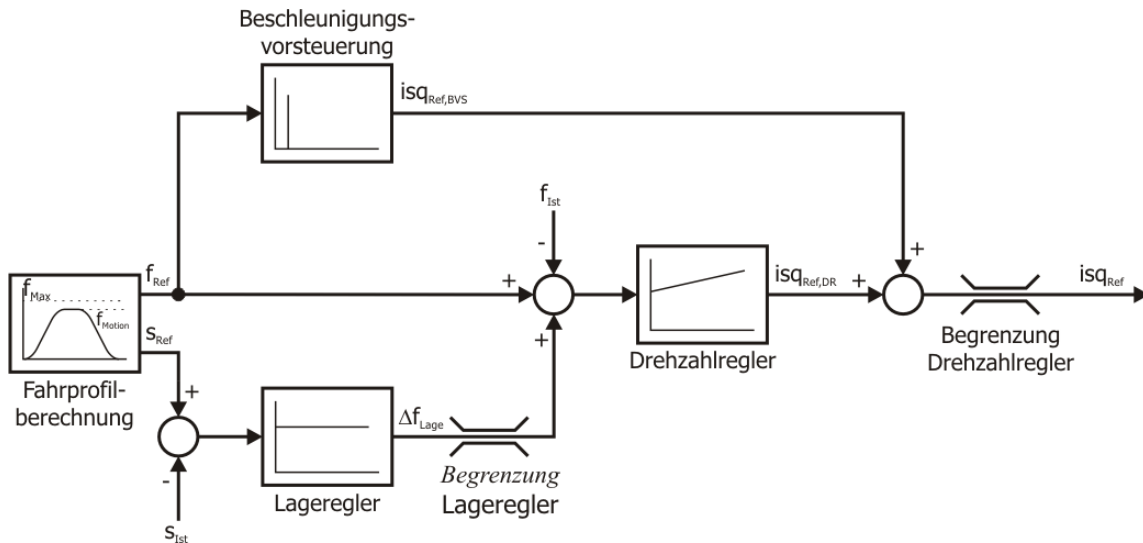 Beschleunigungs-
vorsteuerung
isqRef,BVS
fIst
-
+
fRef
+
isqRef,DR
+
isqRef
fMax
fMotion
sRef
+
Drehzahlregler
Begrenzung
Drehzahlregler
Fahrprofil-
berechnung
+
ΔfLage
-
Begrenzung
Lageregler
Lageregler
sIst